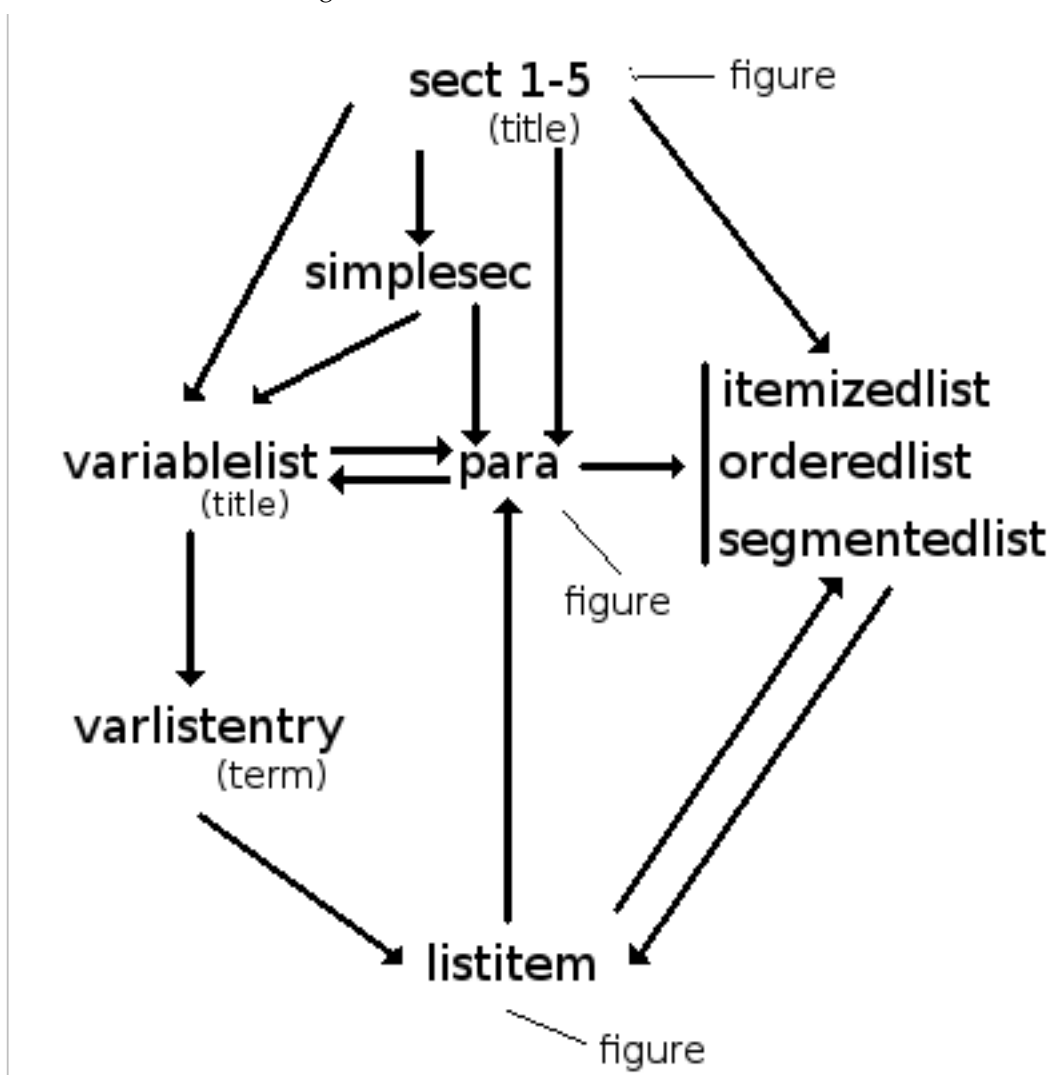 sect 1-5 figure
(title)
simplesec
itemizedlist
variablelist para orderedlist
(title)
segmentedlist
figure
varlistentry
(term)
listitem
figure